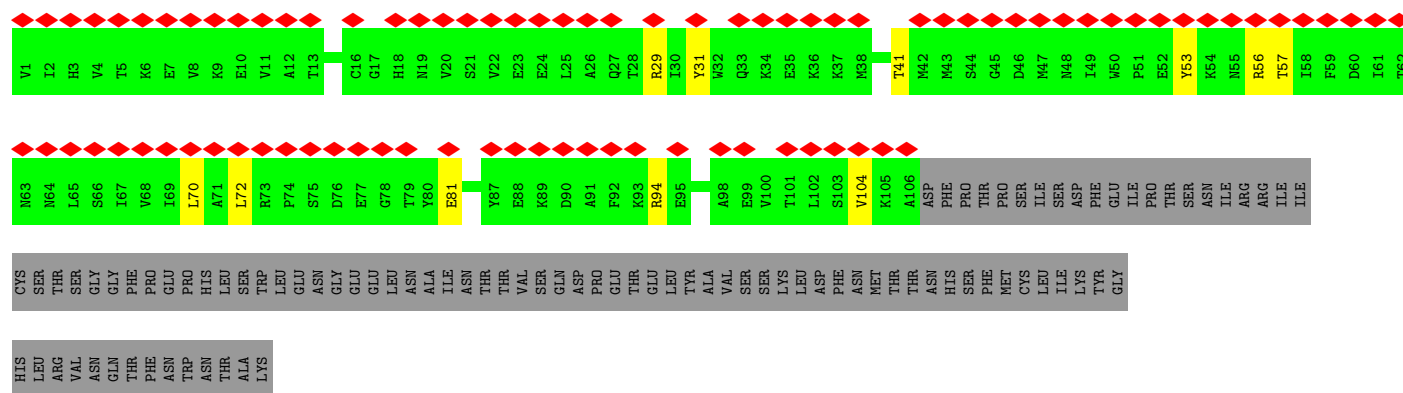 V1 I2 H3 V4 T5 K6 E7 V8 K9 E10 V11 A12 T13 C16 G17 H18 N19 V20 S21 V22 E23 E24 L25 A26 Q27 T28 R29 I30 Y31 W32 Q33 K34 E35 K36 K37 M38 T41 M42 M43 S44 G45 D46 M47 N48 I49 W50 P51 E52 Y53 K54 N55 R56 T57 I58 F59 D60 I61 T62
N63 N64 L65 S66 I67 V68 I69 L70 A71 L72 R73 P74 S75 D76 E77 G78 T79 Y80 E81 Y87 E88 K89 D90 A91 F92 K93 R94 E95 A98 E99 V100 T101 L102 S103 V104 K105 A106 ASP PHE PRO THR PRO SER ILE SER ASP PHE GLU ILE PRO THR SER ASN ILE ARG ARG ILE ILE
CYS SER THR SER GLY GLY PHE PRO GLU PRO HIS LEU SER TRP LEU GLU ASN GLY GLU GLU LEU ASN ALA ILE ASN THR THR VAL SER GLN ASP PRO GLU THR GLU LEU TYR ALA VAL SER SER LYS LEU ASP PHE ASN MET THR THR ASN HIS SER PHE MET CYS LEU ILE LYS TYR GLY
HIS LEU ARG VAL ASN GLN THR PHE ASN TRP ASN THR ALA LYS